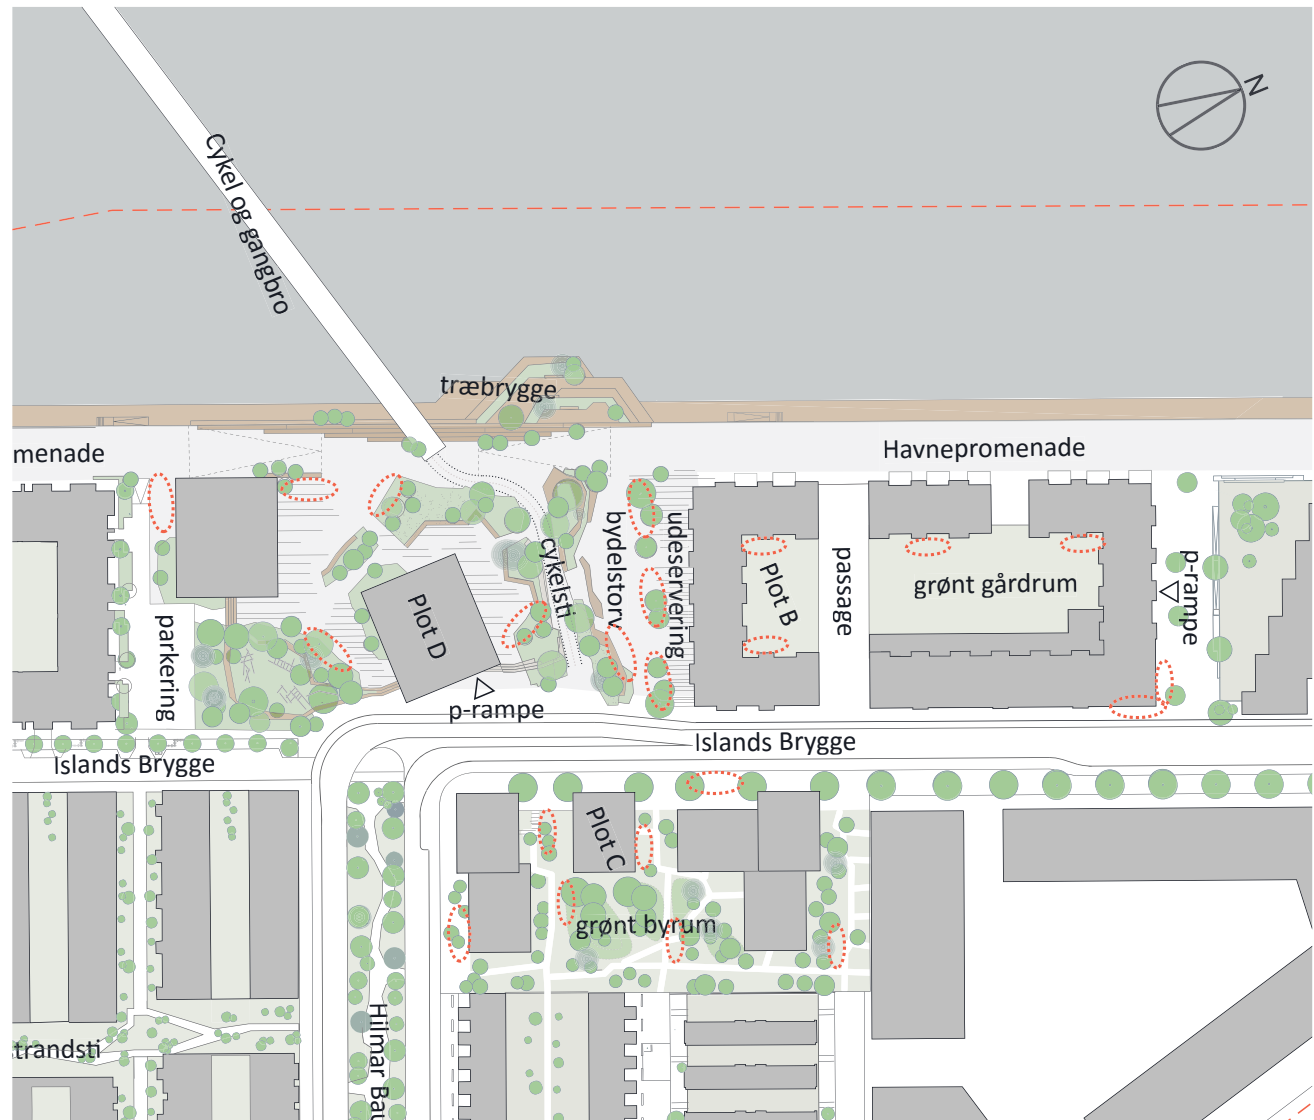 N
Cykel og gangbro
træbrygge
menade
Havnepromenade
cykelsti
bydelstorv
udeservering
Plot B
passage
grønt gårdrum
p-rampe
Plot D
parkering
p-rampe
Islands Brygge
Islands Brygge
Plot C
grønt byrum
Hilmar Bau
trandsti